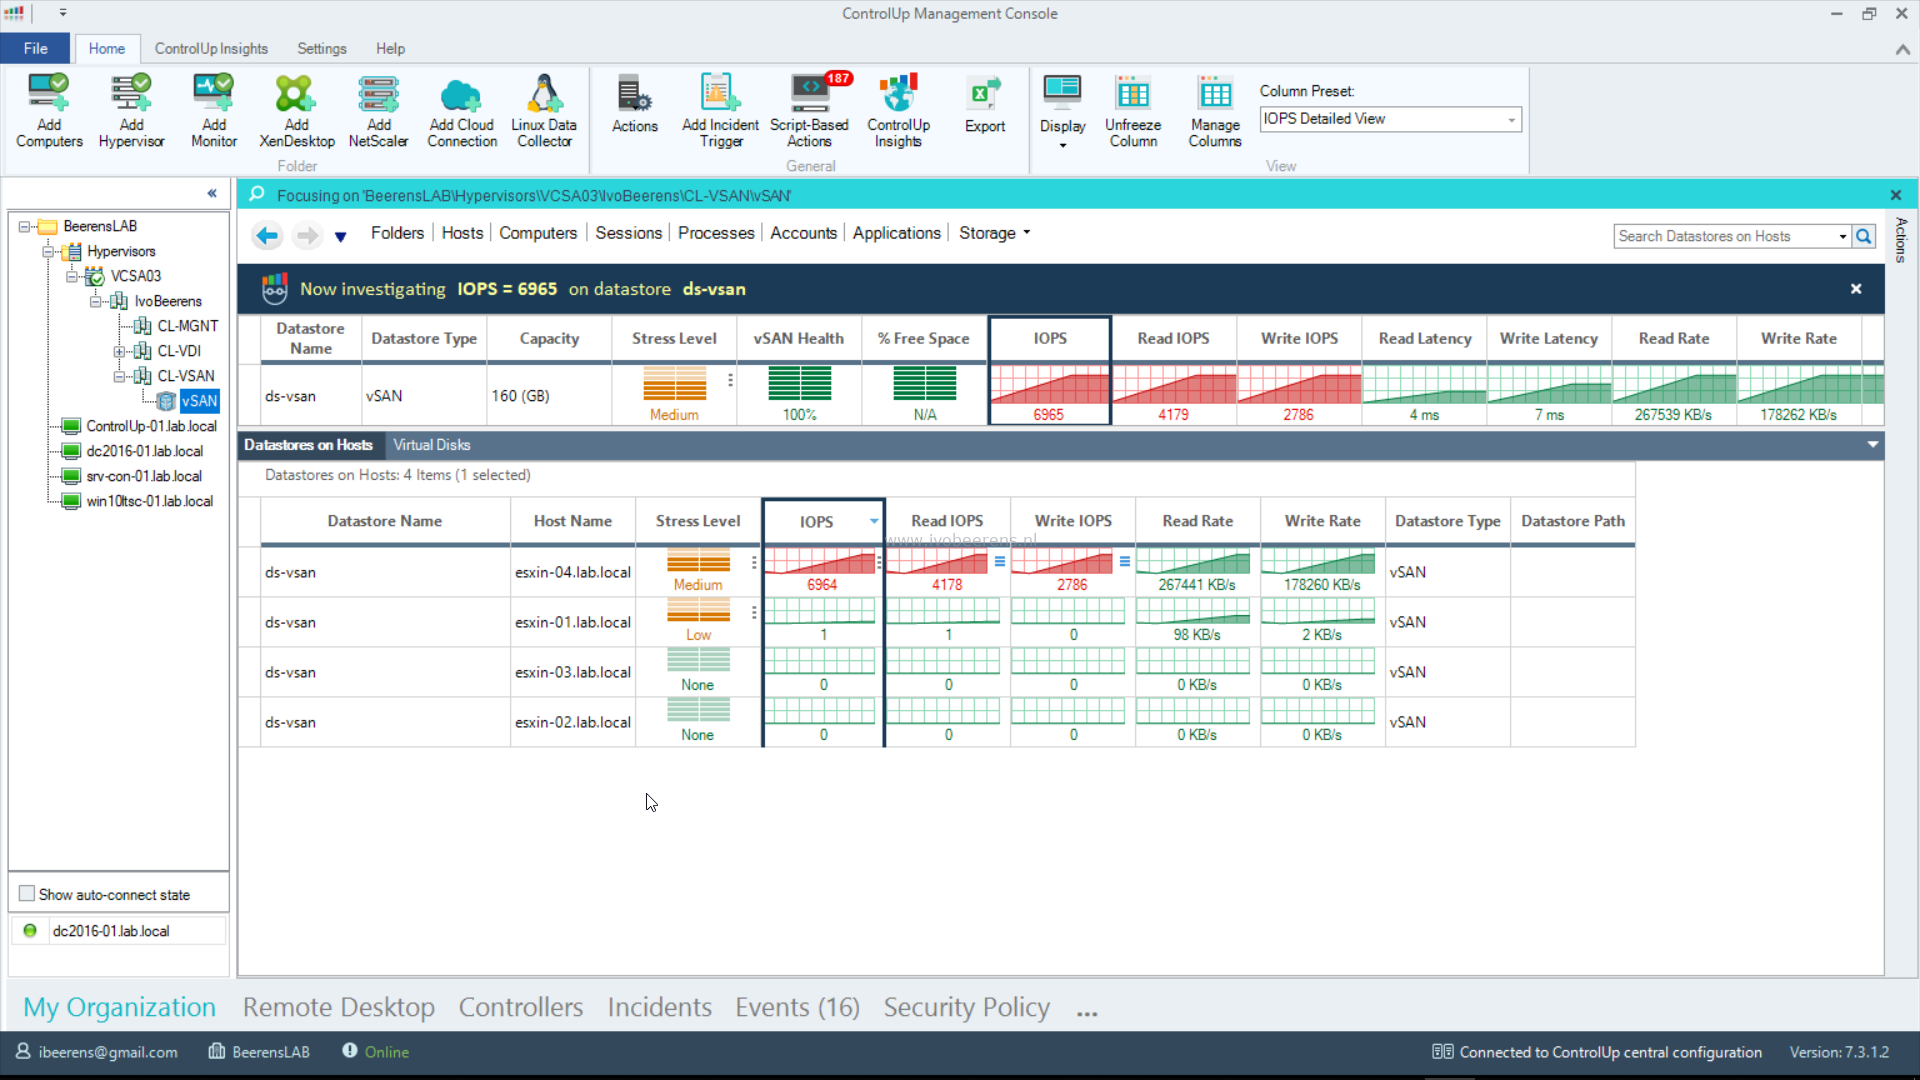 ControlUp Management Console
File Home ControlUp Insights Settings Help
Add Computers
Add Hypervisor
Add Monitor
Add XenDesktop
Add NetScaler
Add Cloud Connection
Linux Data Collector
Folder
Actions
Add Incident Trigger
187
Script-Based Actions
ControlUp Insights
Export
General
Display
Unfreeze Column
Manage Columns
Column Preset:
IOPS Detailed View
View
«
BeerensLAB
Hypervisors
VCSA03
IvoBeerens
CL-MGNT
CL-VDI
CL-VSAN
vSAN
ControlUp-01.lab.local
dc2016-01.lab.local
srv-con-01.lab.local
win10ltsc-01.lab.local
Show auto-connect state
dc2016-01.lab.local
Focusing on 'BeerensLAB\Hypervisors\VCSA03\IvoBeerens\CL-VSAN\vSAN'
Actions
Folders Hosts Computers Sessions Processes Accounts Applications Storage
Search Datastores on Hosts
Now investigating IOPS = 6965 on datastore ds-vsan
Datastore Name Datastore Type Capacity Stress Level vSAN Health % Free Space IOPS Read IOPS Write IOPS Read Latency Write Latency Read Rate Write Rate
ds-vsan vSAN 160 (GB) Medium 100% N/A 6965 4179 2786 4 ms 7 ms 267539 KB/s 178262 KB/s
Datastores on Hosts Virtual Disks
Datastores on Hosts: 4 Items (1 selected)
Datastore Name Host Name Stress Level IOPS Read IOPS Write IOPS Read Rate Write Rate Datastore Type Datastore Path
www.ivobeerens.nl
ds-vsan esxin-04.lab.local Medium 6964 4178 2786 267441 KB/s 178260 KB/s vSAN
ds-vsan esxin-01.lab.local Low 1 1 0 98 KB/s 2 KB/s vSAN
ds-vsan esxin-03.lab.local None 0 0 0 0 KB/s 0 KB/s vSAN
ds-vsan esxin-02.lab.local None 0 0 0 0 KB/s 0 KB/s vSAN
My Organization Remote Desktop Controllers Incidents Events (16) Security Policy ...
ibeerens@gmail.com BeerensLAB Online Connected to ControlUp central configuration Version: 7.3.1.2